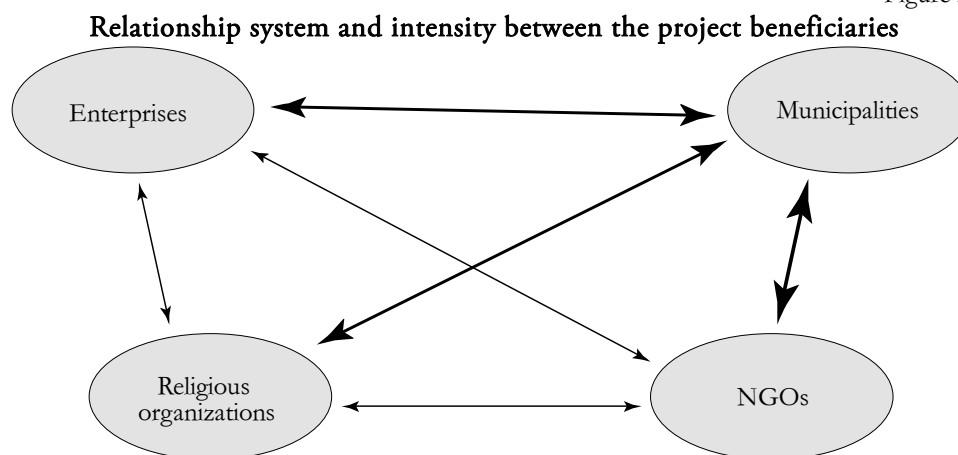 Figure
Relationship system and intensity between the project beneficiaries
Enterprises
Municipalities
Religious
organizations
NGOs